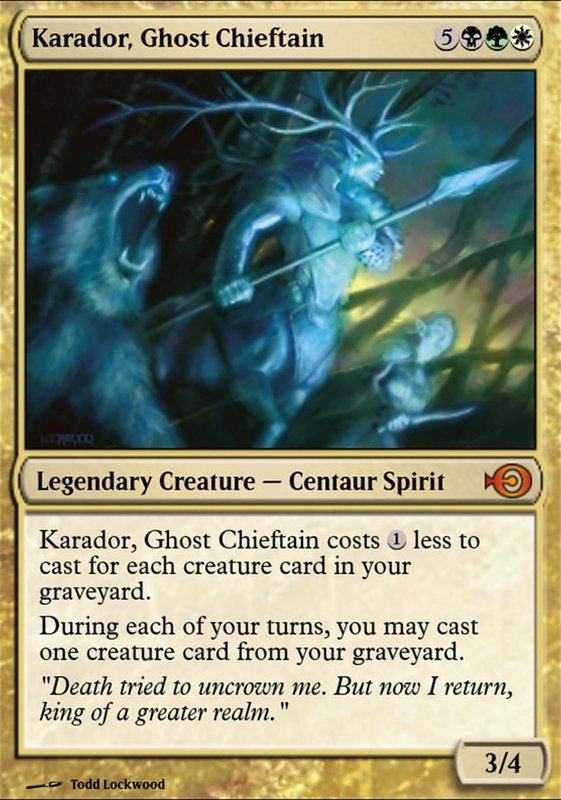 Karador, Ghost Chieftain 5
LOCKWOOD
Legendary Creature — Centaur Spirit
Karador, Ghost Chieftain costs 1 less to
cast for each creature card in your
graveyard.
During each of your turns, you may cast
one creature card from your graveyard.
"Death tried to uncrown me. But now I return,
king of a greater realm."
3/4
Todd Lockwood